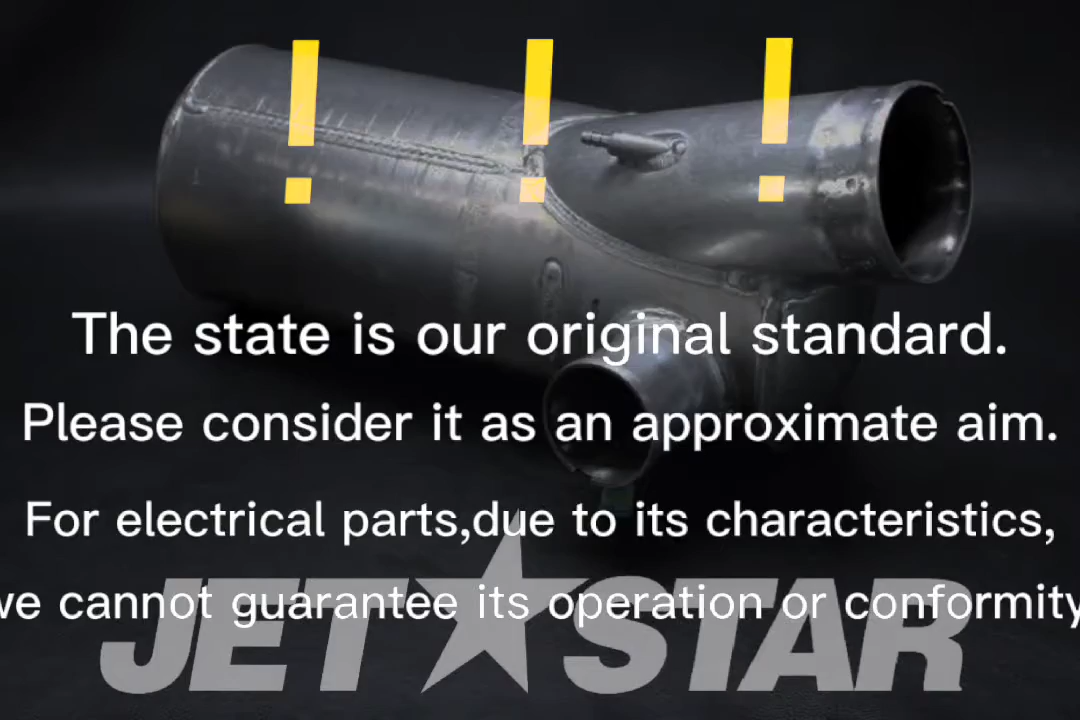 ! ! !
The state is our original standard.
Please consider it as an approximate aim.
For electrical parts,due to its characteristics,
we cannot guarantee its operation or conformity
JET STAR